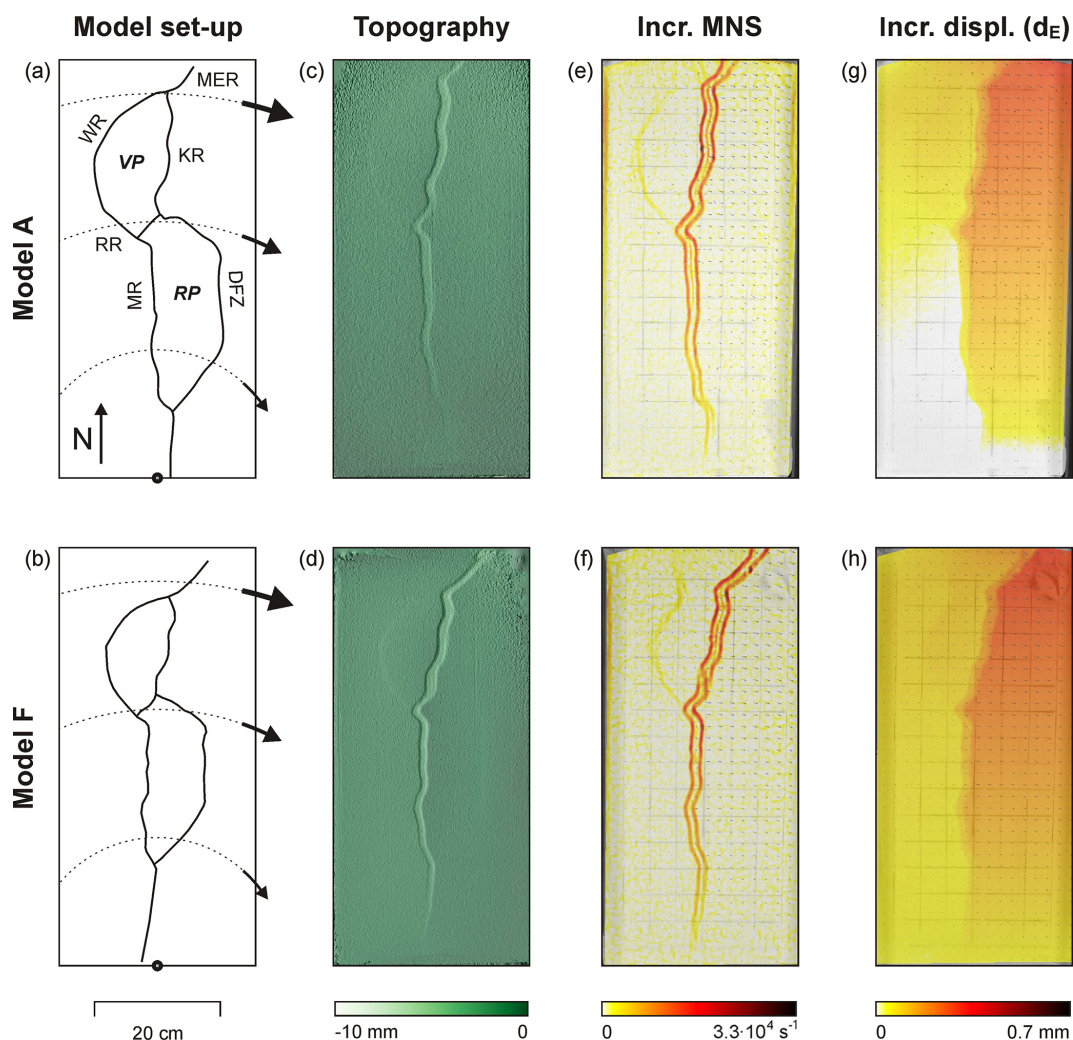 Model set-up
Topography
Incr. MNS
Incr. displ. (dE)
Model A
(a)
MER
WR
VP
KR
RR
MR
RP
DFZ
N
(c)
(e)
(g)
Model F
(b)
(d)
(f)
(h)
20 cm
-10 mm 0
0 3.3·10⁴ s⁻¹
0 0.7 mm